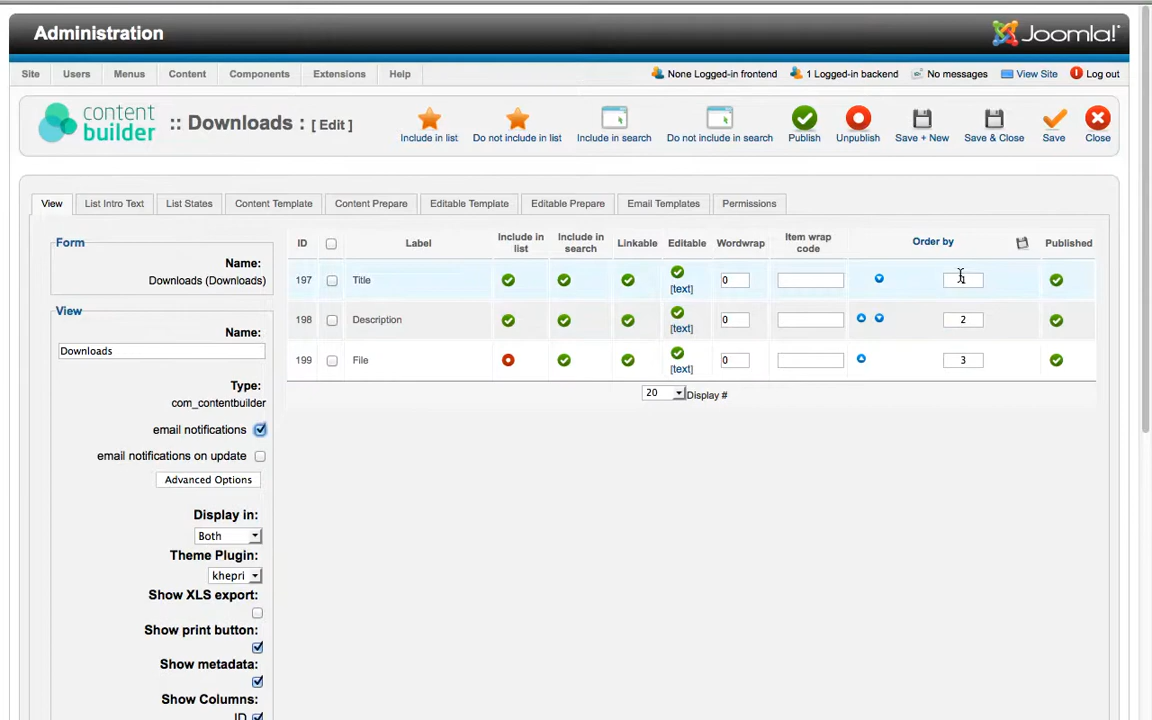 Administration
Joomla!
Site Users Menus Content Components Extensions Help
None Logged-in frontend 1 Logged-in backend No messages View Site Log out
content builder :: Downloads : [ Edit ]
Include in list Do not include in list Include in search Do not include in search Publish Unpublish Save + New Save & Close Save Close
View List Intro Text List States Content Template Content Prepare Editable Template Editable Prepare Email Templates Permissions
Form
Name:
Downloads (Downloads)
View
Name:
Downloads
Type:
com_contentbuilder
email notifications
email notifications on update
Advanced Options
Display in:
Both
Theme Plugin:
khepri
Show XLS export:
Show print button:
Show metadata:
Show Columns:
ID
ID Label Include in list Include in search Linkable Editable Wordwrap Item wrap code Order by Published
197 Title [text] 0 1
198 Description [text] 0 2
199 File [text] 0 3
20 Display #